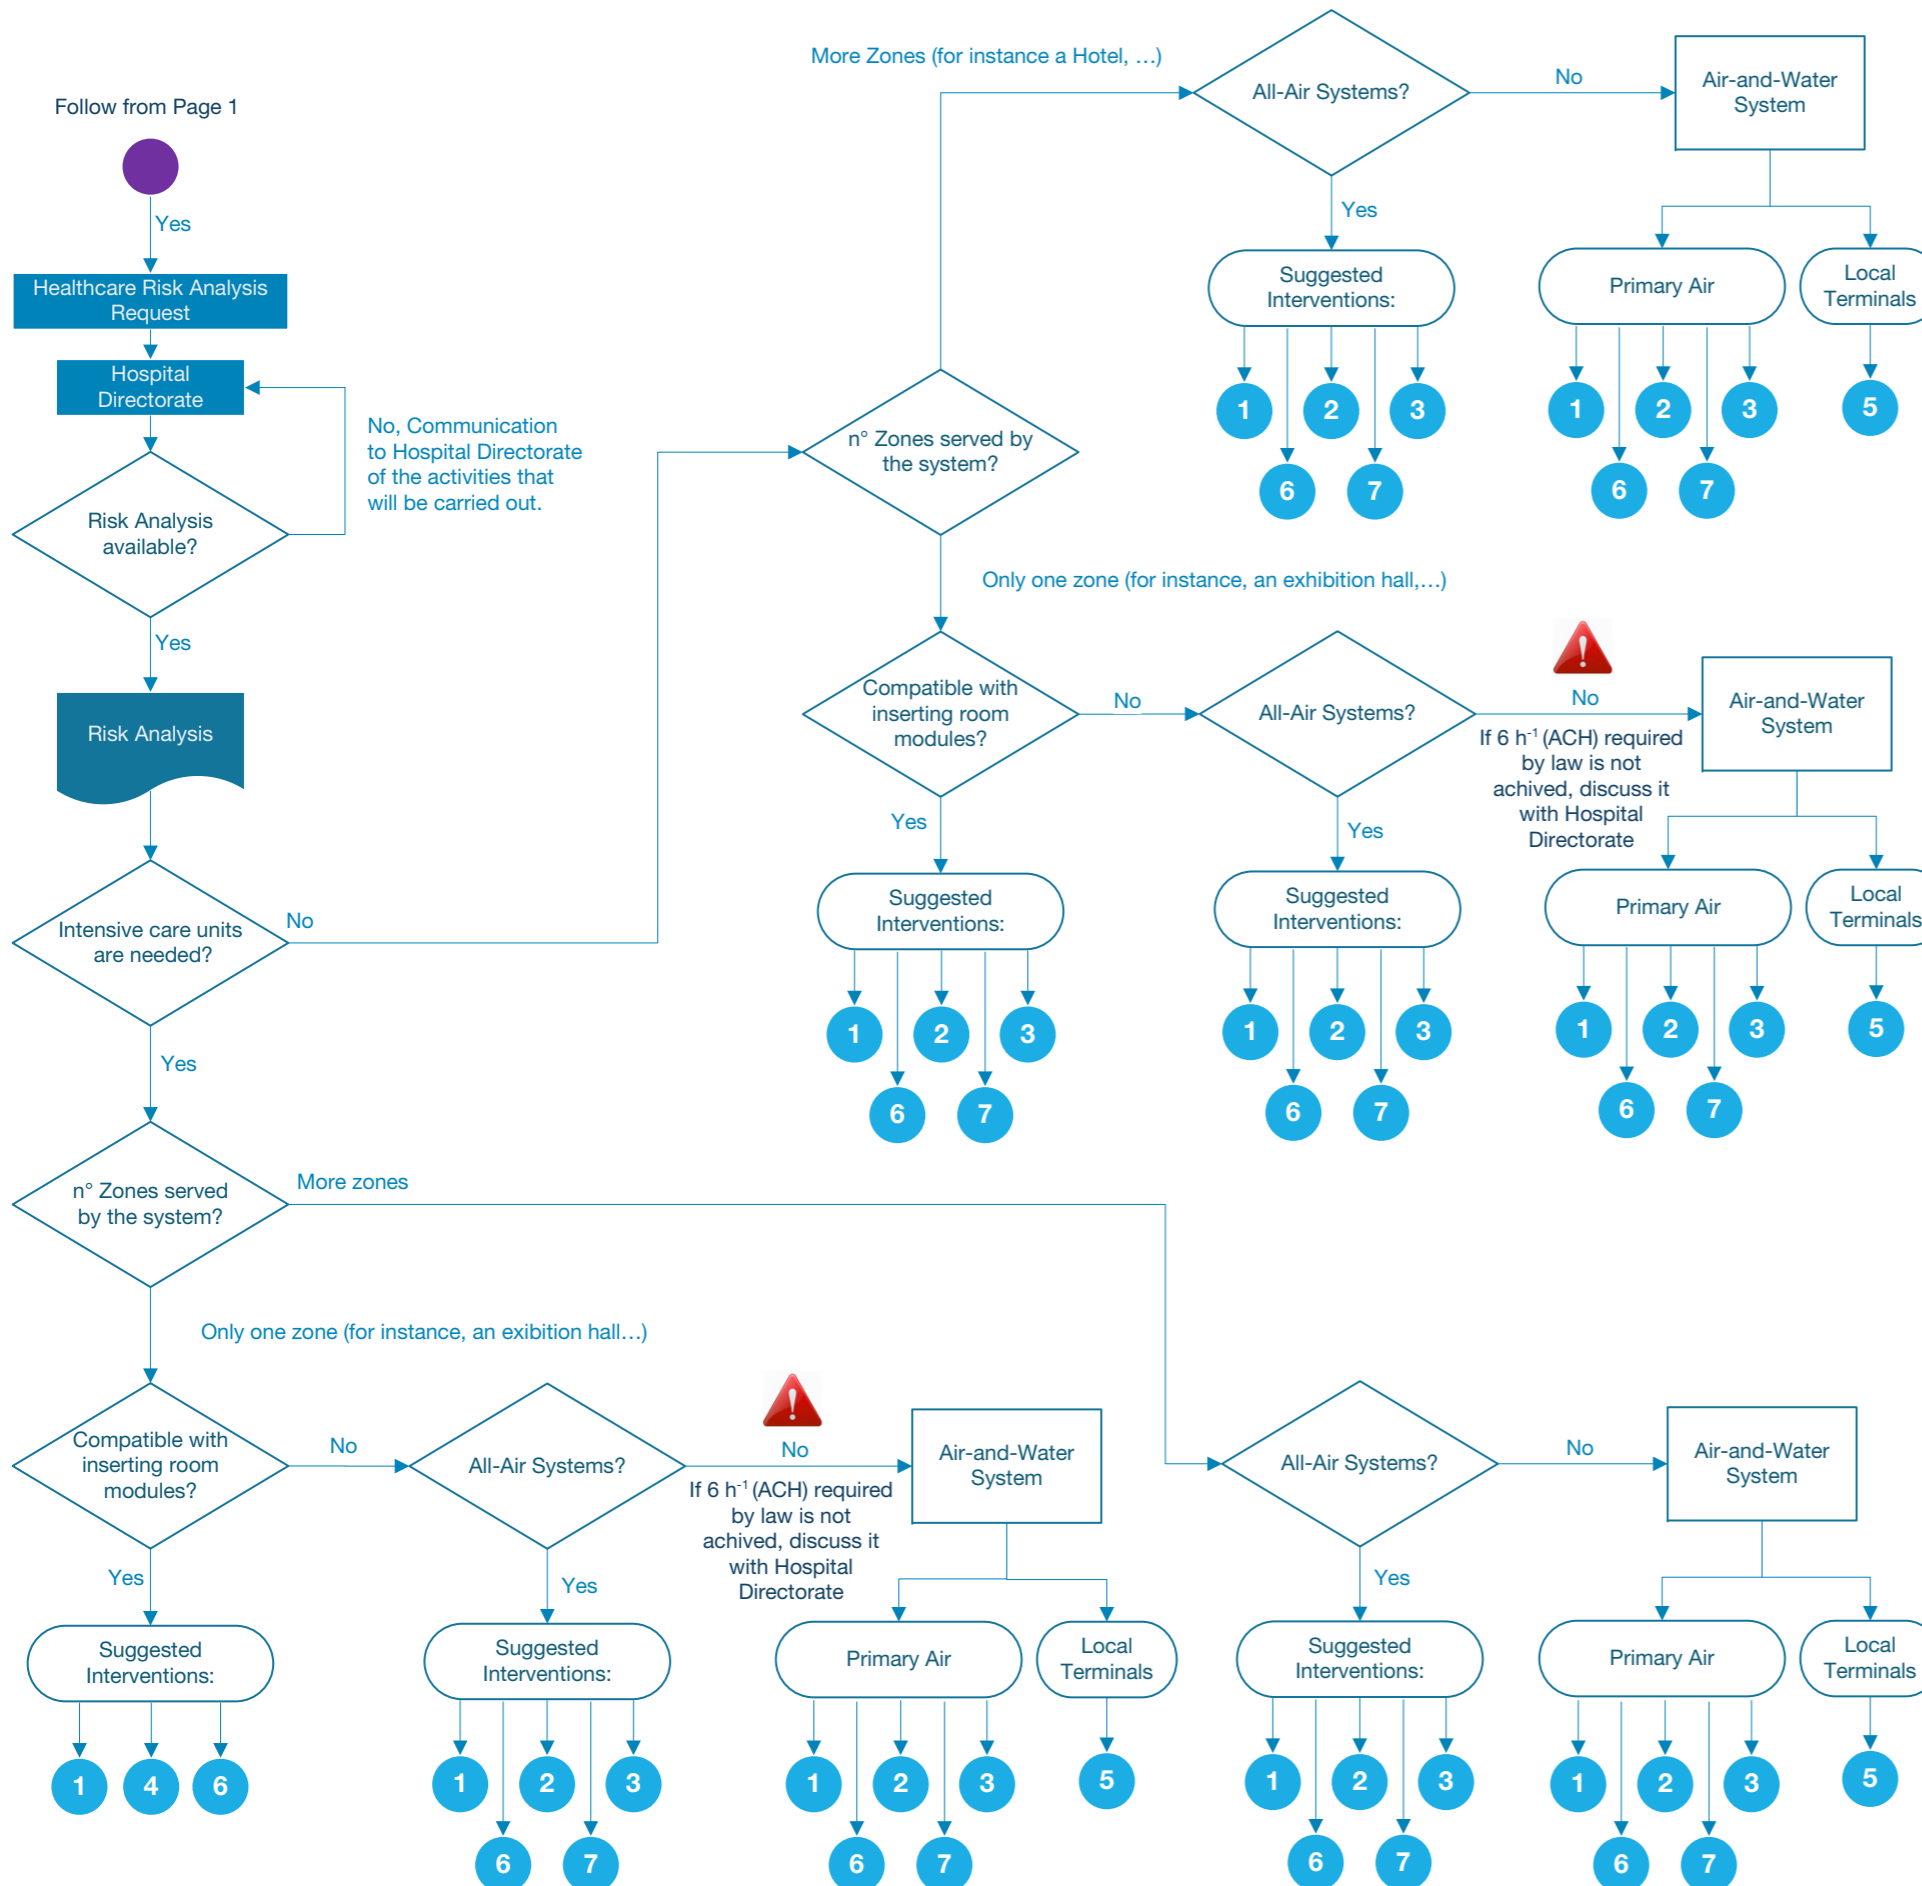 Follow from Page 1
Yes
Healthcare Risk Analysis
Request
Hospital
Directorate
No, Communication
to Hospital Directorate
of the activities that
will be carried out.
Risk Analysis
available?
Yes
Risk Analysis
Intensive care units
are needed?
No
Yes
n° Zones served by
the system?
More Zones (for instance a Hotel, ...)
All-Air Systems?
No
Air-and-Water
System
Yes
Suggested
Interventions:
1
2
3
6
7
Primary Air
1
2
3
6
7
Local
Terminals
5
Only one zone (for instance, an exhibition hall,...)
Compatible with
inserting room
modules?
No
All-Air Systems?
No
If 6 h⁻¹ (ACH) required
by law is not
achived, discuss it
with Hospital
Directorate
Air-and-Water
System
Yes
Suggested
Interventions:
1
2
3
6
7
Yes
Suggested
Interventions:
1
2
3
6
7
Primary Air
1
2
3
6
7
Local
Terminals
5
n° Zones served
by the system?
More zones
Only one zone (for instance, an exibition hall...)
Compatible with
inserting room
modules?
No
All-Air Systems?
No
If 6 h⁻¹ (ACH) required
by law is not
achived, discuss it
with Hospital
Directorate
Air-and-Water
System
Yes
Suggested
Interventions:
1
4
6
Yes
Suggested
Interventions:
1
2
3
6
7
Primary Air
1
2
3
6
7
Local
Terminals
5
All-Air Systems?
No
Air-and-Water
System
Yes
Suggested
Interventions:
1
2
3
6
7
Primary Air
1
2
3
6
7
Local
Terminals
5